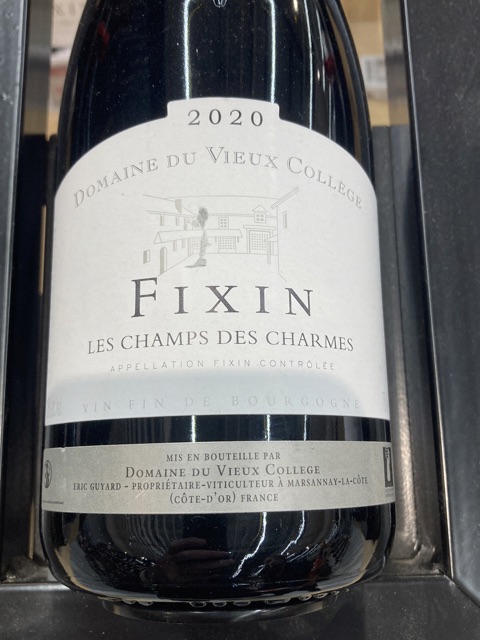 2020
DOMAINE DU VIEUX COLLEGE
FIXIN
LES CHAMPS DES CHARMES
APPELLATION FIXIN CONTRÔLÉE
VIN FIN DE BOURGOGNE
MIS EN BOUTEILLE PAR
DOMAINE DU VIEUX COLLEGE
ERIC GUYARD - PROPRIÉTAIRE-VITICULTEUR À MARSANNAY-LA-CÔTE
(CÔTE-D'OR) FRANCE